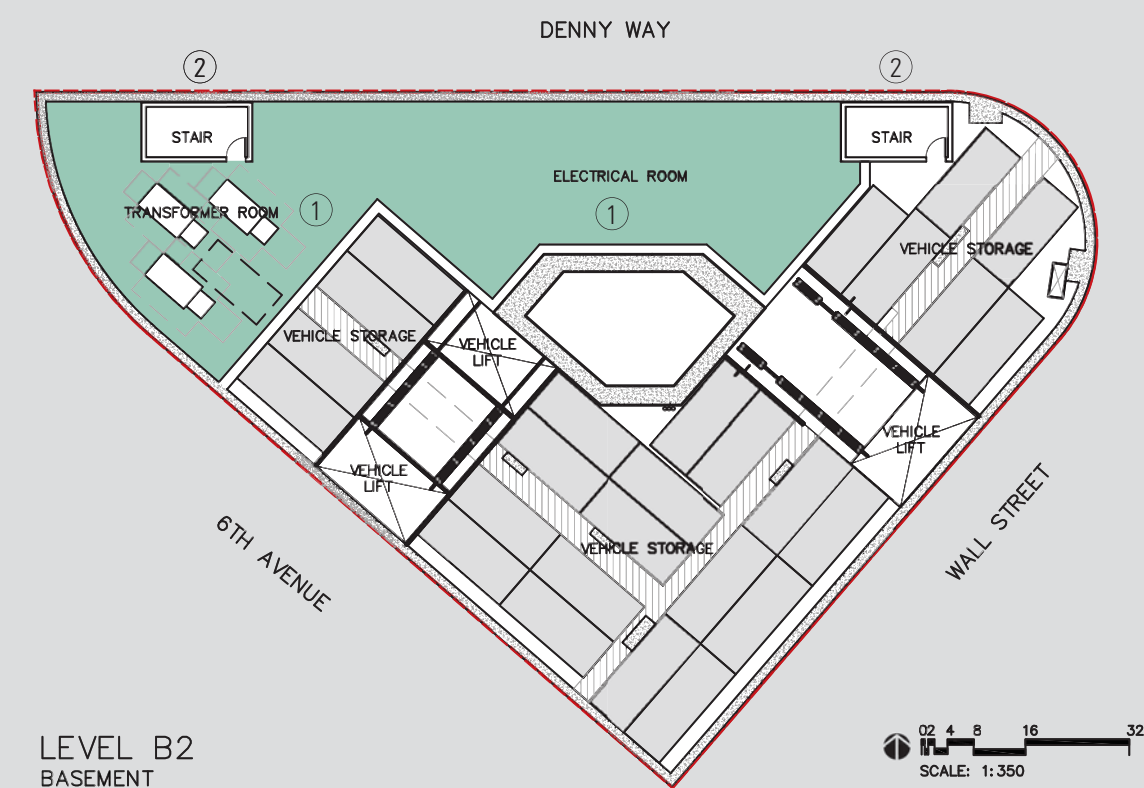 DENNY WAY
2
2
STAIR
STAIR
ELECTRICAL ROOM
TRANSFORMER ROOM
1
1
VEHICLE STORAGE
VEHICLE STORAGE
VEHICLE
LIFT
VEHICLE
LIFT
VEHICLE
LIFT
VEHICLE STORAGE
6TH AVENUE
WALL STREET
LEVEL B2
BASEMENT
02 4 8 16 32
SCALE: 1:350